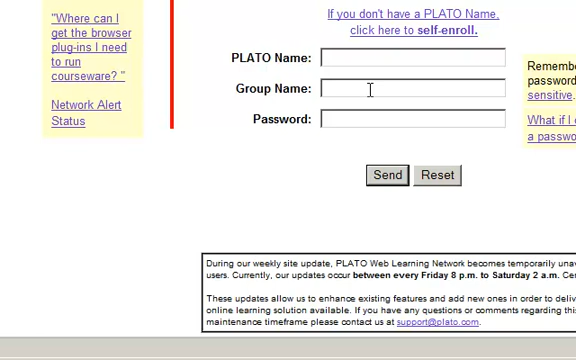 "Where can I
get the browser
plug-ins I need
to run
courseware? "
Network Alert
Status
If you don't have a PLATO Name,
click here to self-enroll.
PLATO Name:
Group Name:
Password:
Send Reset
Remembe
password
sensitive.
What if I
a passwo
During our weekly site update, PLATO Web Learning Network becomes temporarily una
users. Currently, our updates occur between every Friday 8 p.m. to Saturday 2 a.m. Cer
These updates allow us to enhance existing features and add new ones in order to deliv
online learning solution available. If you have any questions or comments regarding this
maintenance timeframe please contact us at support@plato.com.